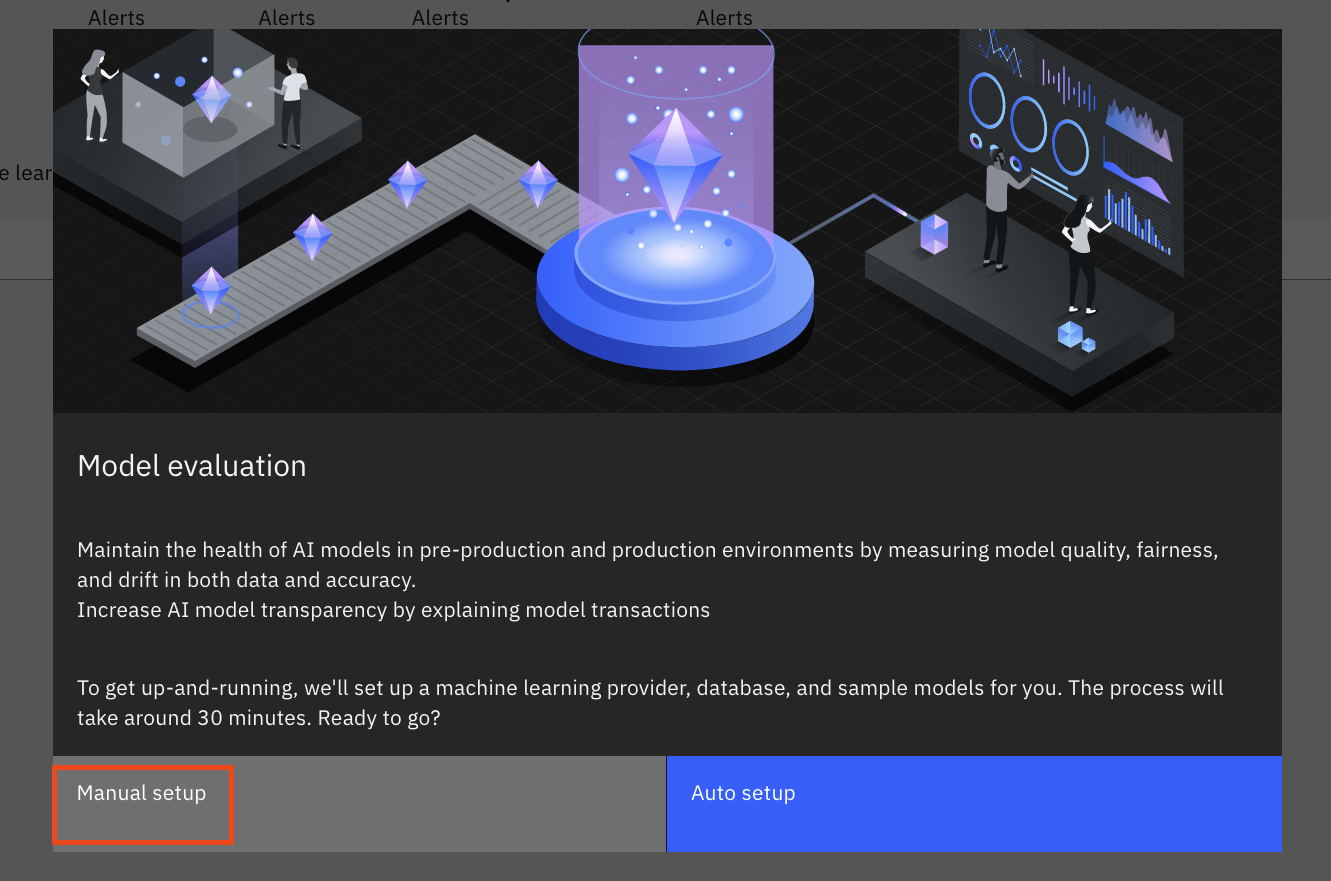 Alerts Alerts Alerts Alerts
e lear
Model evaluation
Maintain the health of AI models in pre-production and production environments by measuring model quality, fairness,
and drift in both data and accuracy.
Increase AI model transparency by explaining model transactions
To get up-and-running, we'll set up a machine learning provider, database, and sample models for you. The process will
take around 30 minutes. Ready to go?
Manual setup
Auto setup